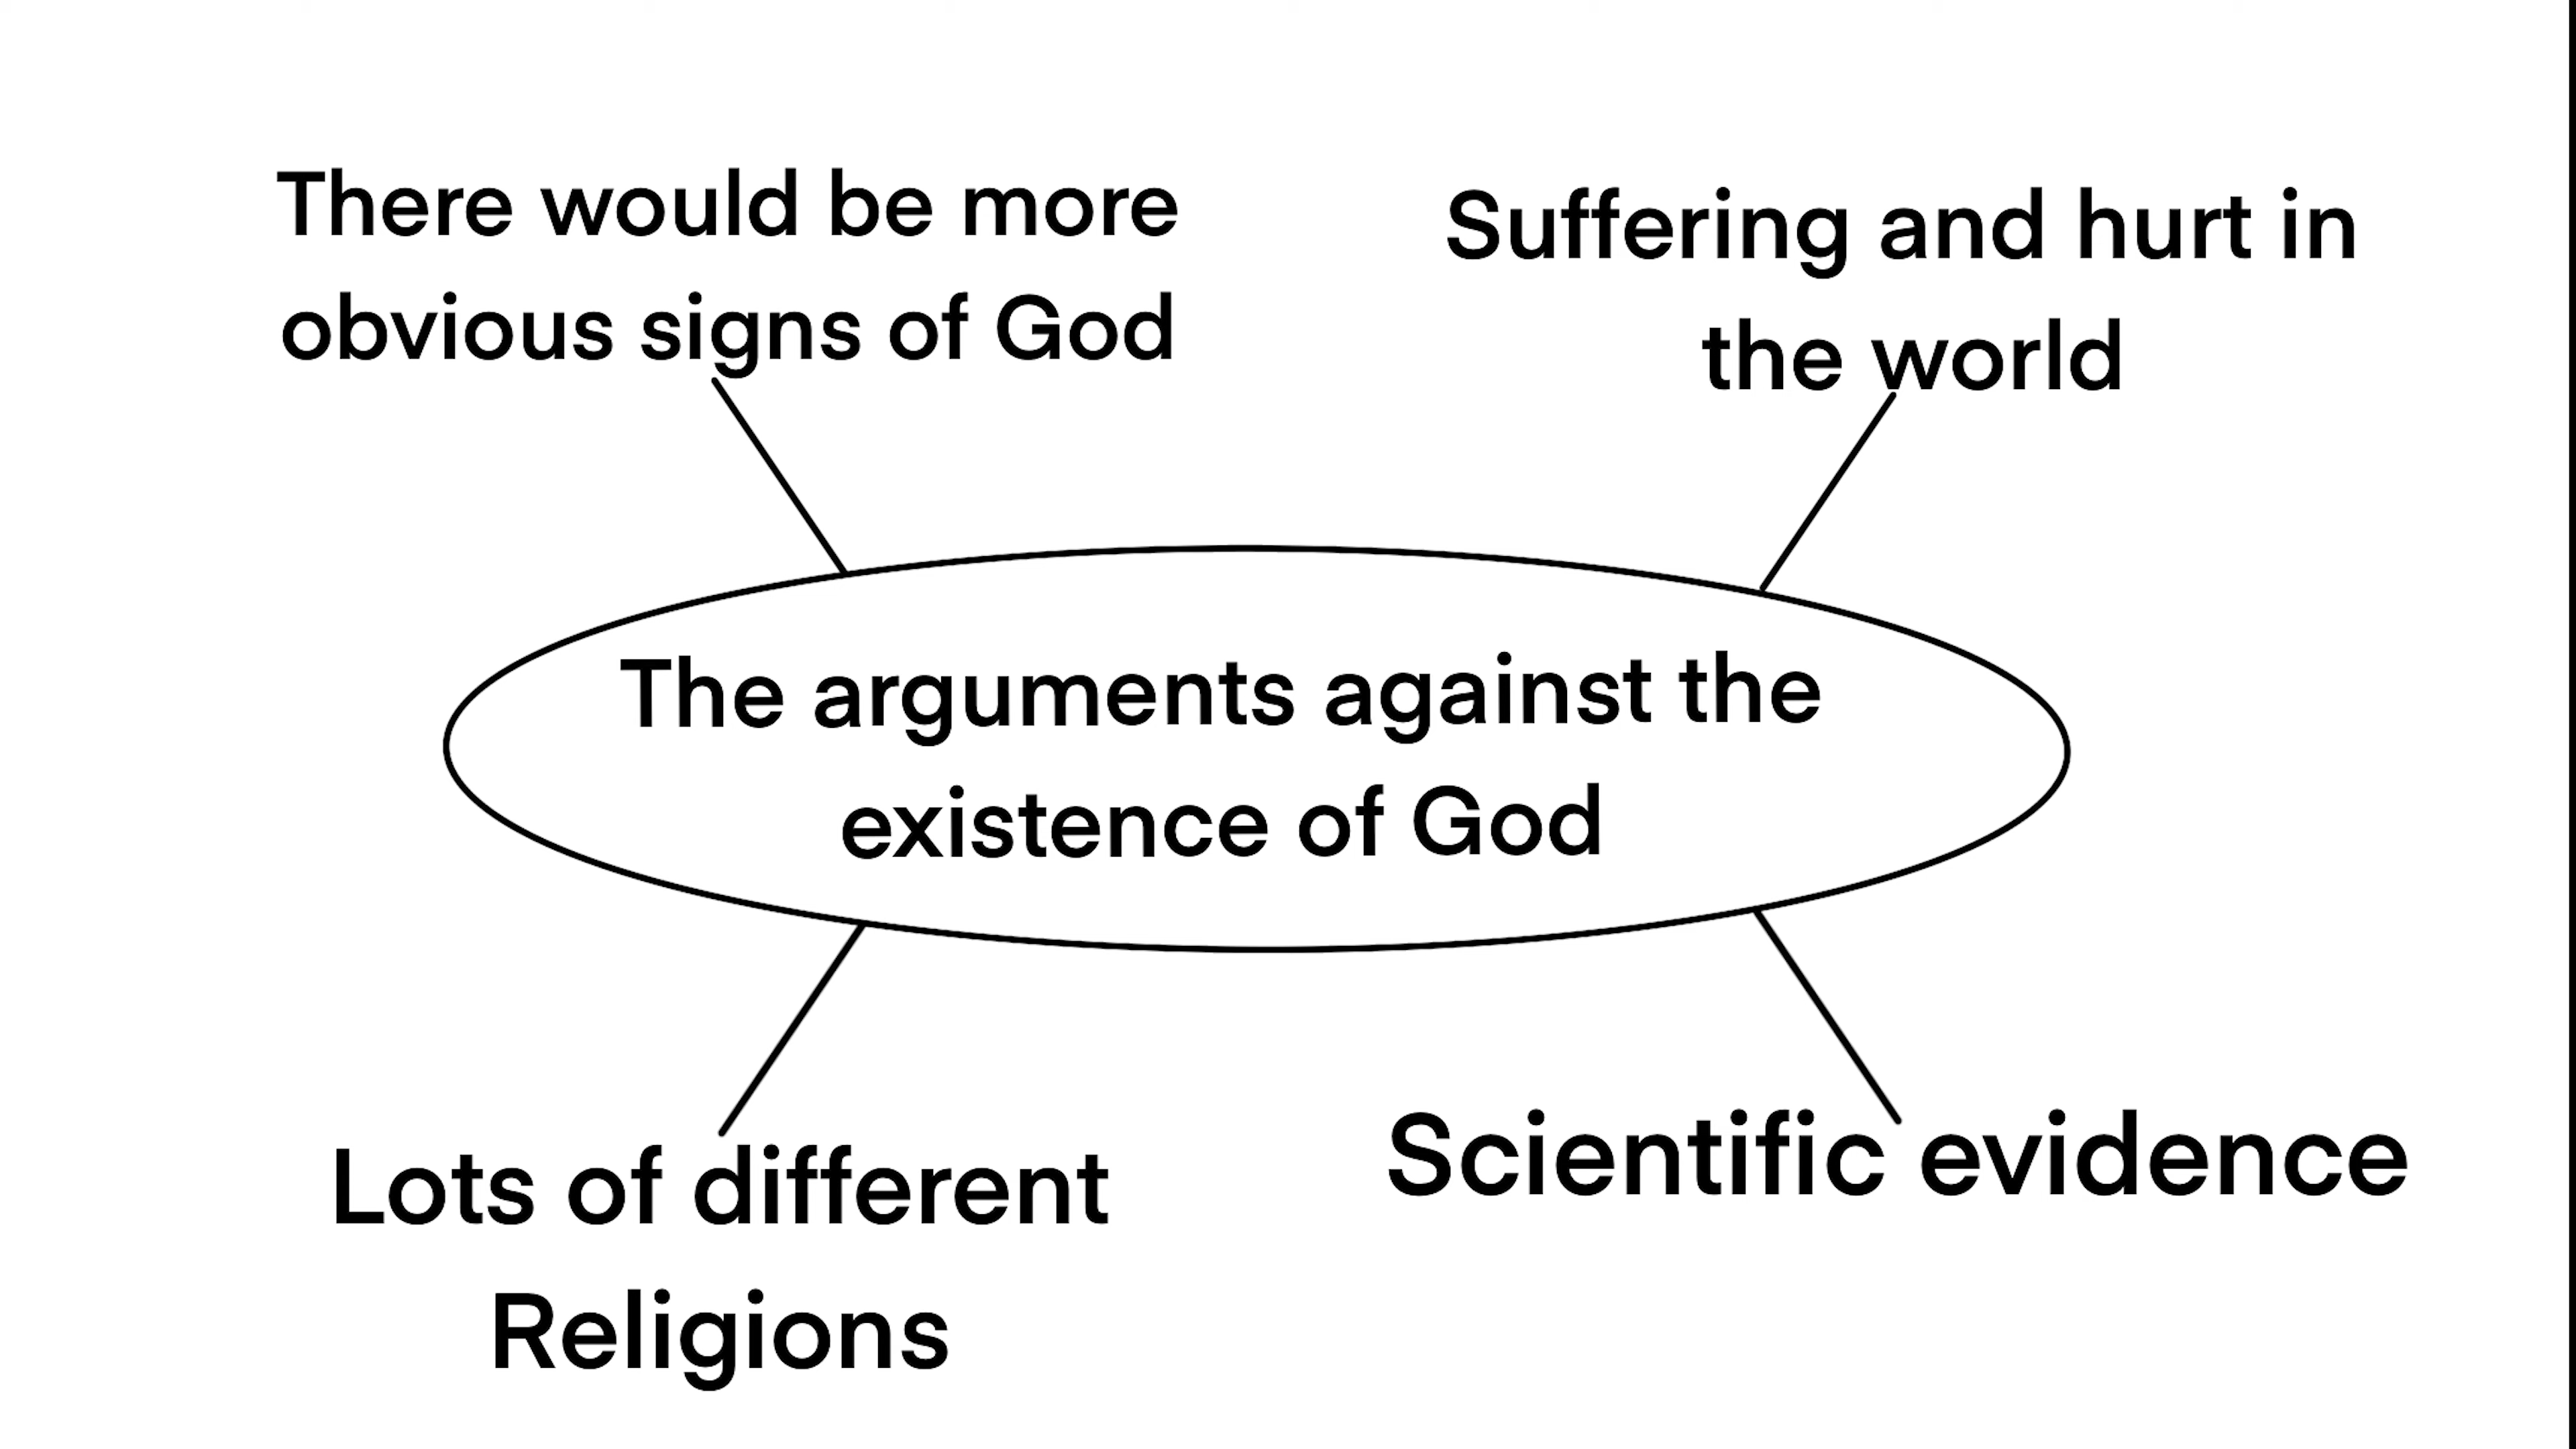 There would be more
obvious signs of God
Suffering and hurt in
the world
The arguments against the
existence of God
Lots of different
Religions
Scientific evidence